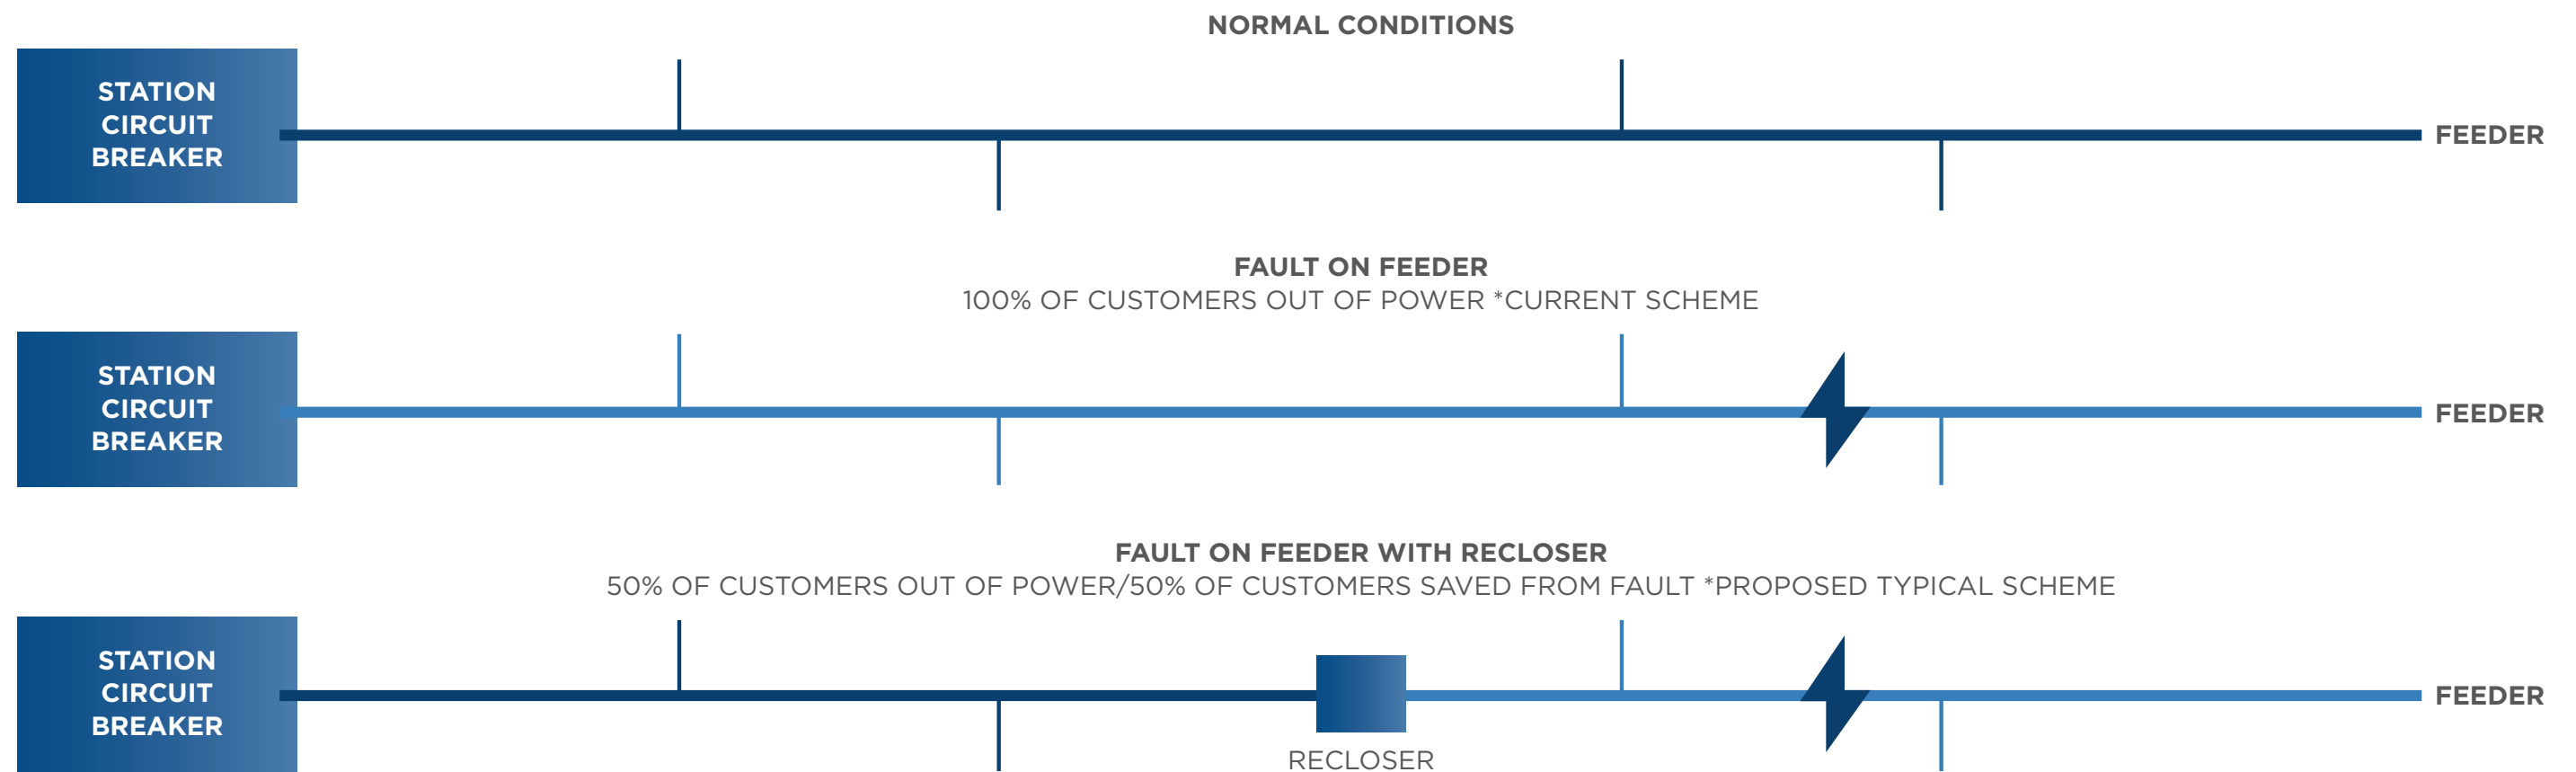 NORMAL CONDITIONS
STATION
CIRCUIT
BREAKER
FEEDER
FAULT ON FEEDER
100% OF CUSTOMERS OUT OF POWER *CURRENT SCHEME
STATION
CIRCUIT
BREAKER
FEEDER
FAULT ON FEEDER WITH RECLOSER
50% OF CUSTOMERS OUT OF POWER/50% OF CUSTOMERS SAVED FROM FAULT *PROPOSED TYPICAL SCHEME
STATION
CIRCUIT
BREAKER
FEEDER
RECLOSER